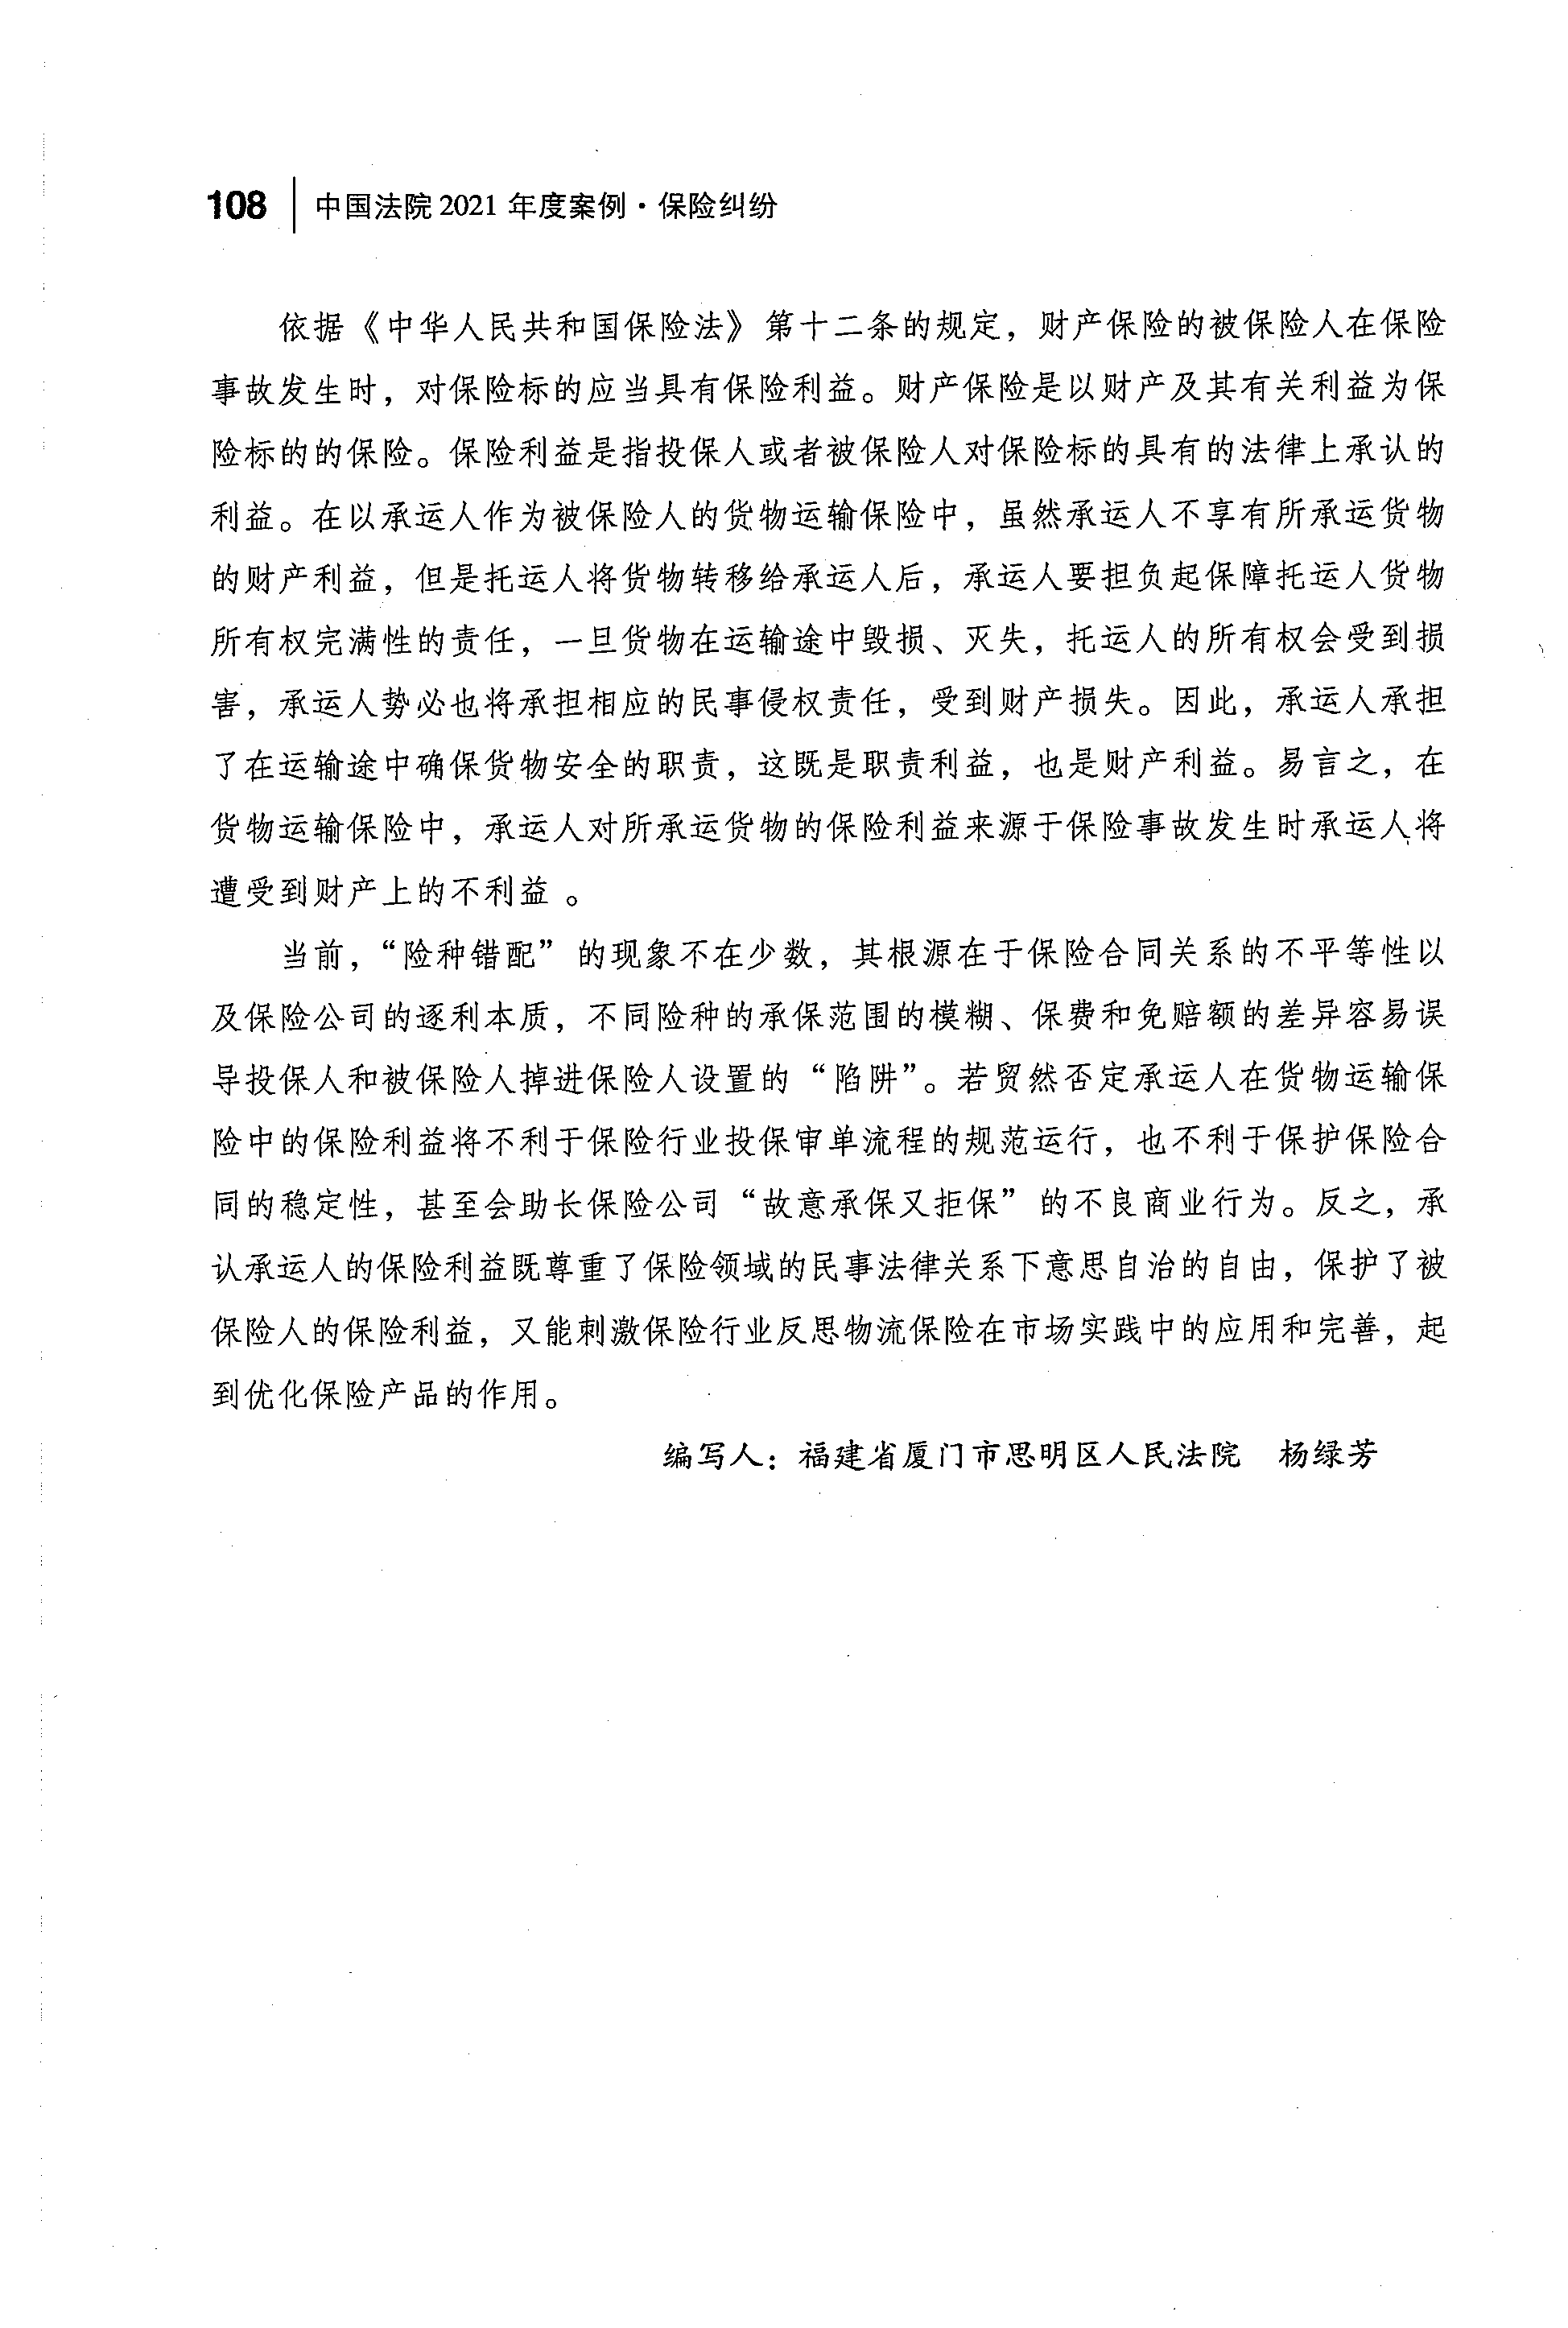 108 中国法院2021年度案例·保险纠纷
依据《中华人民共和国保险法》第十二条的规定，财产保险的被保险人在保险
事故发生时，对保险标的应当具有保险利益。财产保险是以财产及其有关利益为保
险标的的保险。保险利益是指投保人或者被保险人对保险标的具有的法律上承认的
利益。在以承运人作为被保险人的货物运输保险中，虽然承运人不享有所承运货物
的财产利益，但是托运人将货物转移给承运人后，承运人要担负起保障托运人货物
所有权完满性的责任，一旦货物在运输途中毁损、灭失，托运人的所有权会受到损
害，承运人势必也将承担相应的民事侵权责任，受到财产损失。因此，承运人承担
了在运输途中确保货物安全的职责，这既是职责利益，也是财产利益。易言之，在
货物运输保险中，承运人对所承运货物的保险利益来源于保险事故发生时承运人将
遭受到财产上的不利益。
当前，“险种错配”的现象不在少数，其根源在于保险合同关系的不平等性以
及保险公司的逐利本质，不同险种的承保范围的模糊、保费和免赔额的差异容易误
导投保人和被保险人掉进保险人设置的“陷阱”。若贸然否定承运人在货物运输保
险中的保险利益将不利于保险行业投保审单流程的规范运行，也不利于保护保险合
同的稳定性，甚至会助长保险公司“故意承保又拒保”的不良商业行为。反之，承
认承运人的保险利益既尊重了保险领域的民事法律关系下意思自治的自由，保护了被
保险人的保险利益，又能刺激保险行业反思物流保险在市场实践中的应用和完善，起
到优化保险产品的作用。
编写人：福建省厦门市思明区人民法院 杨绿芳